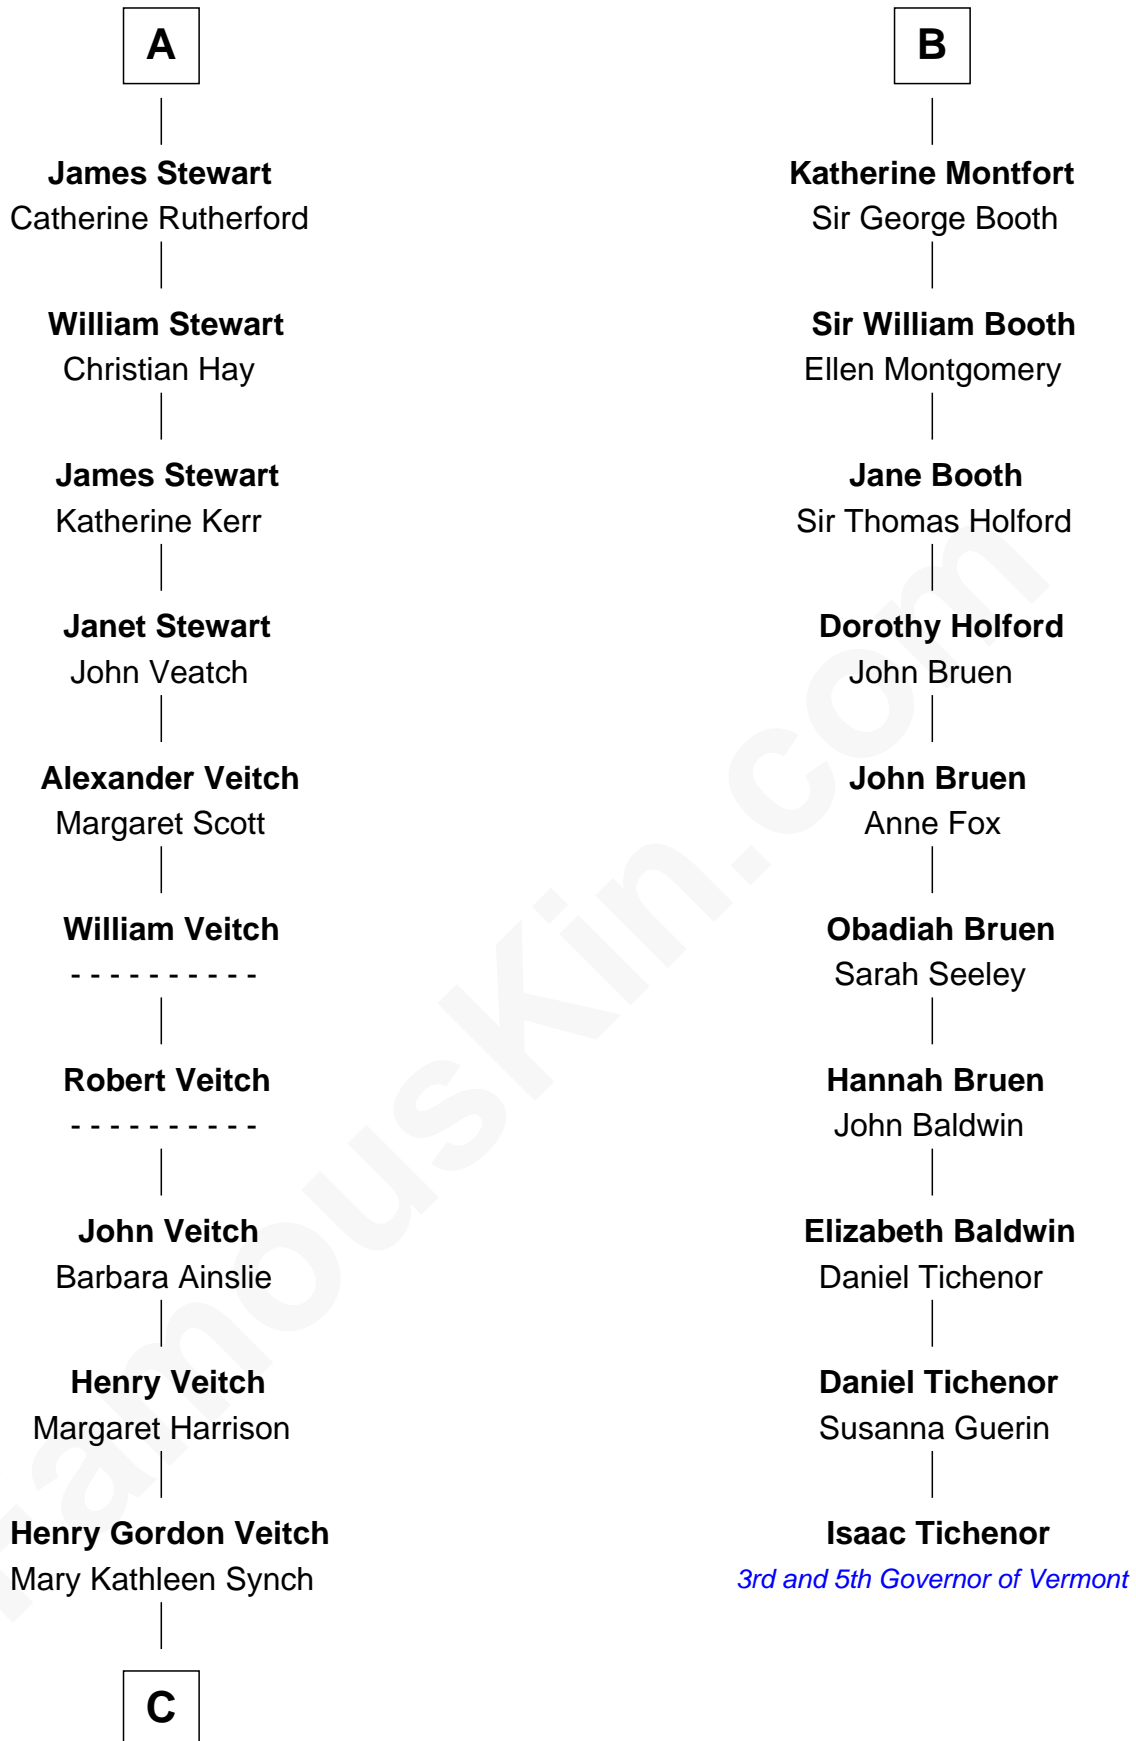 A
James Stewart
Catherine Rutherford
William Stewart
Christian Hay
James Stewart
Katherine Kerr
Janet Stewart
John Veatch
Alexander Veitch
Margaret Scott
William Veitch
- - - - - - - - - -
Robert Veitch
- - - - - - - - - -
John Veitch
Barbara Ainslie
Henry Veitch
Margaret Harrison
Henry Gordon Veitch
Mary Kathleen Synch
C
B
Katherine Montfort
Sir George Booth
Sir William Booth
Ellen Montgomery
Jane Booth
Sir Thomas Holford
Dorothy Holford
John Bruen
John Bruen
Anne Fox
Obadiah Bruen
Sarah Seeley
Hannah Bruen
John Baldwin
Elizabeth Baldwin
Daniel Tichenor
Daniel Tichenor
Susanna Guerin
Isaac Tichenor
3rd and 5th Governor of Vermont
FamousKin.com